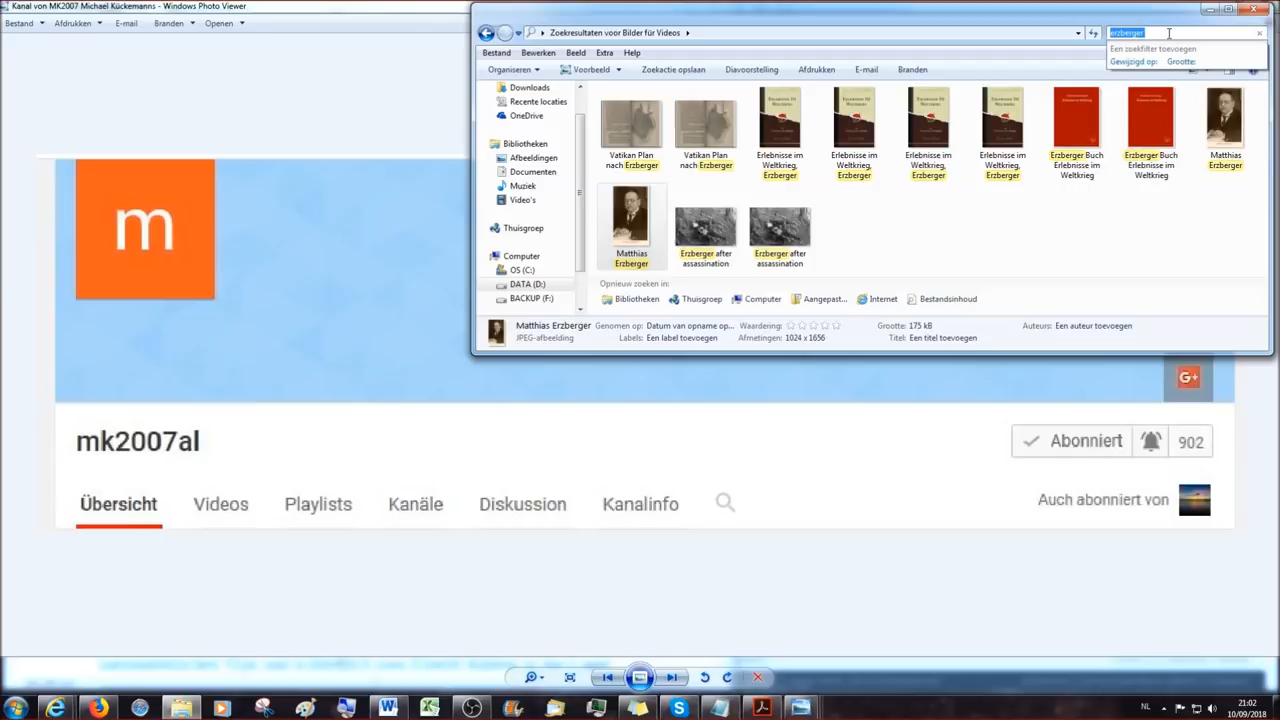 Kanal von MK2007 Michael Kückemanns - Windows Photo Viewer
Bestand Afdrukken E-mail Branden Openen
Zoekresultaten voor Bilder für Videos
erzberger
Een zoekfilter toevoegen
Gewijzigd op: Grootte:
Bestand Bewerken Beeld Extra Help
Organiseren Voorbeeld Zoekactie opslaan Diavoorstelling Afdrukken E-mail Branden
Downloads
Recente locaties
OneDrive
Bibliotheken
Afbeeldingen
Documenten
Muziek
Video's
Thuisgroep
Computer
OS (C:)
DATA (D:)
BACKUP (F:)
Vatikan Plan
nach Erzberger
Vatikan Plan
nach Erzberger
Erlebnisse im
Weltkrieg,
Erzberger
Erlebnisse im
Weltkrieg,
Erzberger
Erlebnisse im
Weltkrieg,
Erzberger
Erlebnisse im
Weltkrieg,
Erzberger
Erzberger Buch
Erlebnisse im
Weltkrieg
Erzberger Buch
Erlebnisse im
Weltkrieg
Matthias
Erzberger
Matthias
Erzberger
Erzberger after
assassination
Erzberger after
assassination
Opnieuw zoeken in:
Bibliotheken Thuisgroep Computer Aangepast... Internet Bestandsinhoud
Matthias Erzberger Genomen op: Datum van opname op... Waardering: Grootte: 175 kB Auteurs: Een auteur toevoegen
JPEG-afbeelding Labels: Een label toevoegen Afmetingen: 1024 x 1656 Titel: Een titel toevoegen
m
G+
mk2007al
Abonniert 902
Übersicht Videos Playlists Kanäle Diskussion Kanalinfo
Auch abonniert von
NL
21:02
10/09/2018